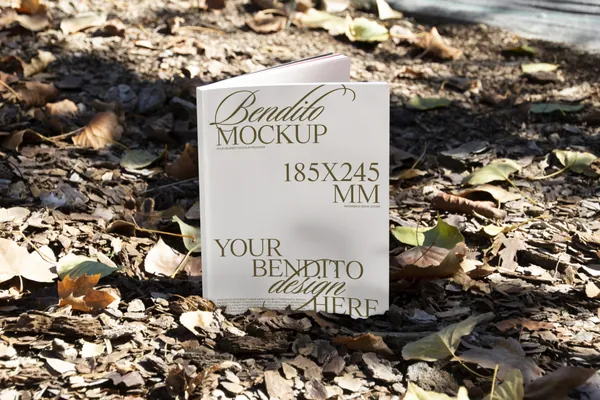 Bendito
MOCKUP
185X245
MM
YOUR
BENDITO
design
HERE